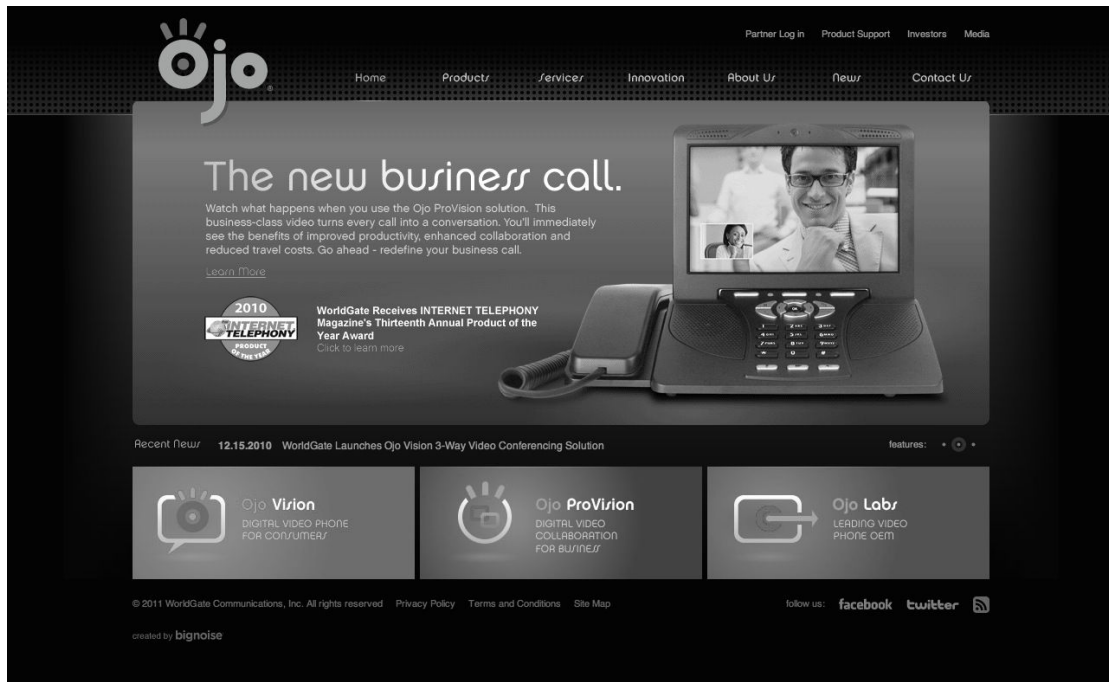 Partner Log in Product Support Investors Media
Ojo
Home Products Services Innovation About Us News Contact Us
The new business call.
Watch what happens when you use the Ojo ProVision solution. This
business-class video turns every call into a conversation. You'll immediately
see the benefits of improved productivity, enhanced collaboration and
reduced travel costs. Go ahead - redefine your business call.
Learn More
2010
INTERNET
TELEPHONY
PRODUCT
OF THE YEAR
WorldGate Receives INTERNET TELEPHONY
Magazine's Thirteenth Annual Product of the
Year Award
Click to learn more
Recent News 12.15.2010 WorldGate Launches Ojo Vision 3-Way Video Conferencing Solution features:
Ojo Vision
DIGITAL VIDEO PHONE
FOR CONSUMERS
Ojo ProVision
DIGITAL VIDEO
COLLABORATION
FOR BUSINESS
Ojo Labs
LEADING VIDEO
PHONE OEM
© 2011 WorldGate Communications, Inc. All rights reserved Privacy Policy Terms and Conditions Site Map follow us: facebook twitter
created by bignoise